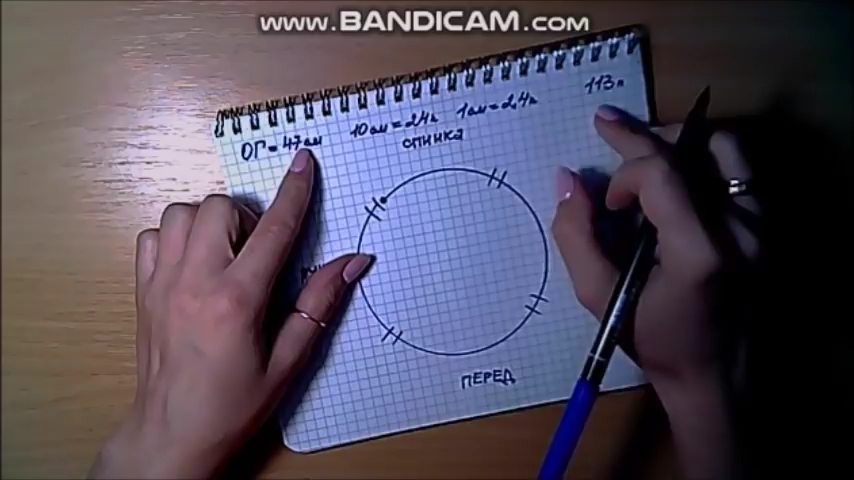 www.BANDICAM.com
ОГ = 47см 10см = 24п 1см = 2,4п 113п
спинка
ПЕРЕД